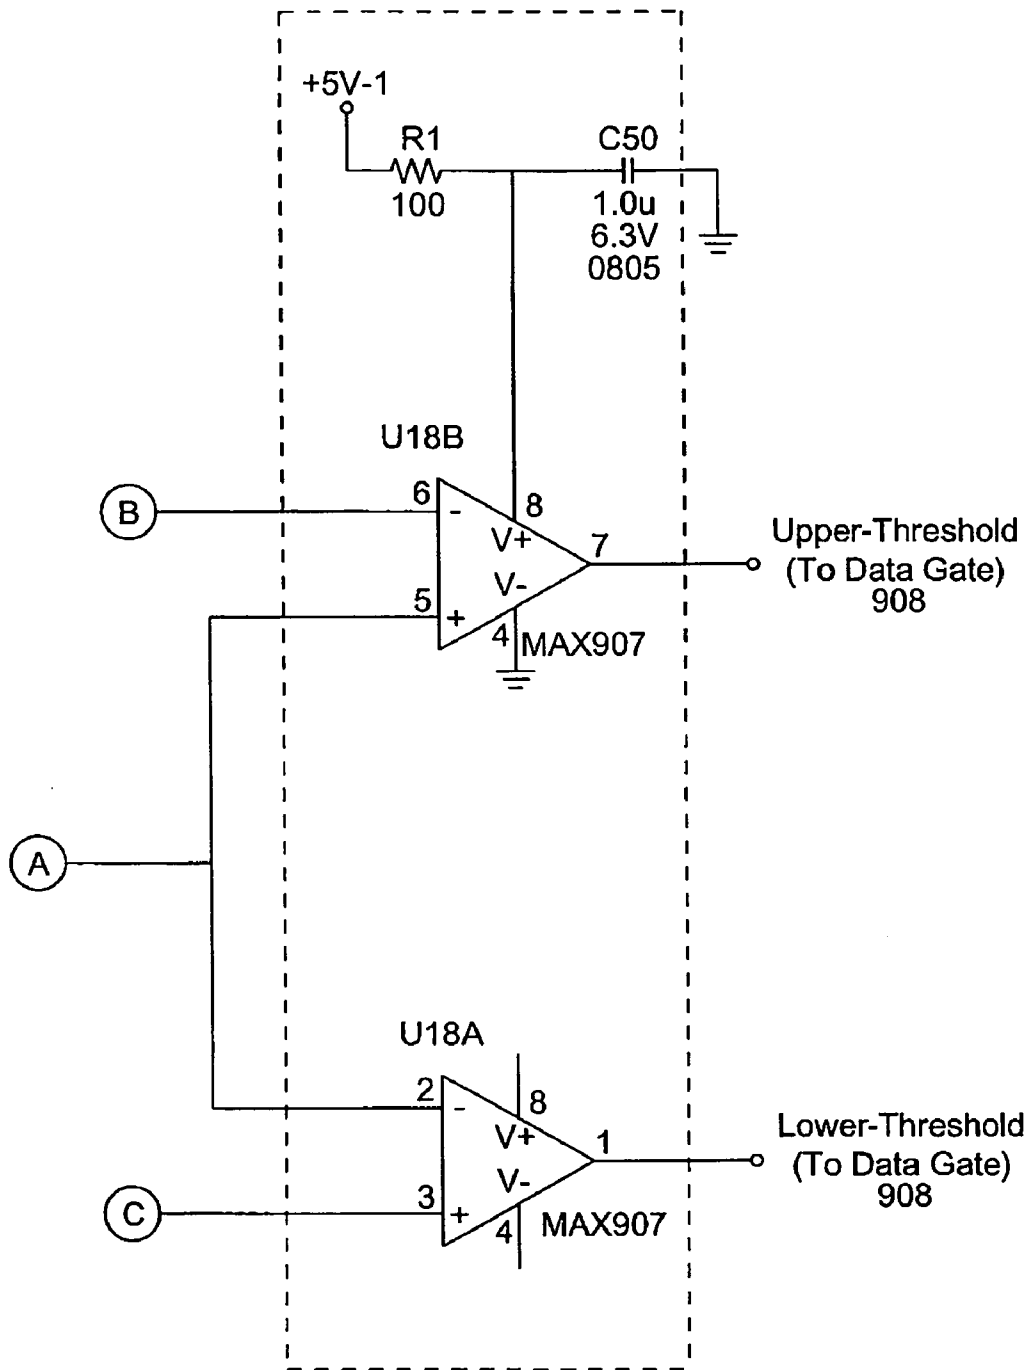 +5V-1
R1
100
C50
1.0u
6.3V
0805
U18B
B
6
-
8
V+
7
V-
5
+
4
MAX907
Upper-Threshold
(To Data Gate)
908
A
U18A
2
-
8
V+
1
V-
3
+
4
MAX907
C
Lower-Threshold
(To Data Gate)
908